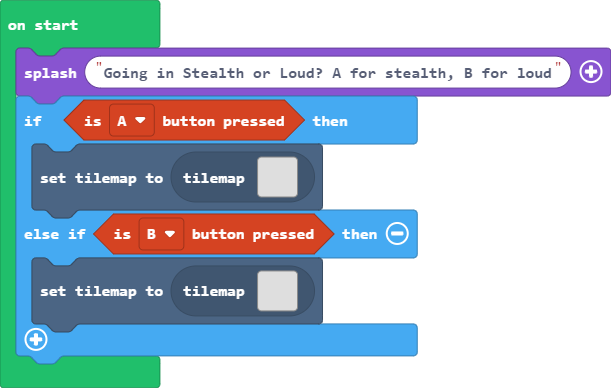 on start
splash "Going in Stealth or Loud? A for stealth, B for loud"
if is A button pressed then
set tilemap to tilemap
else if is B button pressed then
set tilemap to tilemap